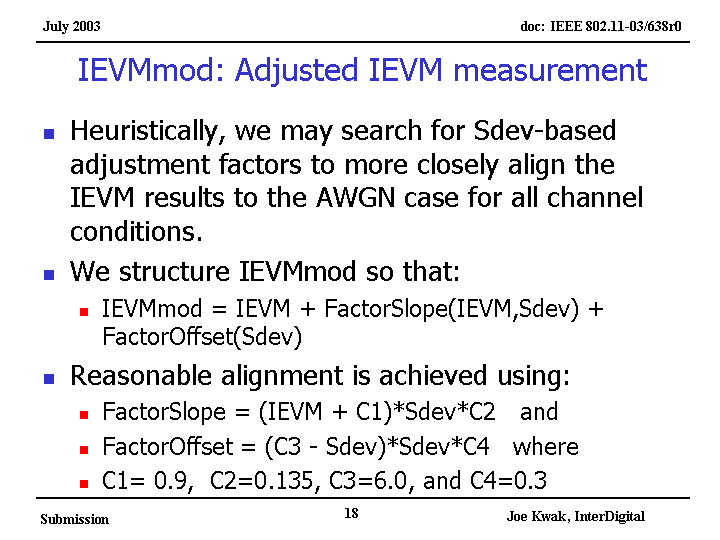 July 2003
doc: IEEE 802.11-03/638r0
IEVMmod: Adjusted IEVM measurement
Heuristically, we may search for Sdev-based
adjustment factors to more closely align the
IEVM results to the AWGN case for all channel
conditions.
We structure IEVMmod so that:
IEVMmod = IEVM + FactorSlope(IEVM,Sdev) +
FactorOffset(Sdev)
Reasonable alignment is achieved using:
FactorSlope = (IEVM + C1)*Sdev*C2 and
FactorOffset = (C3 - Sdev)*Sdev*C4 where
C1= 0.9, C2=0.135, C3=6.0, and C4=0.3
Submission
18
Joe Kwak, InterDigital